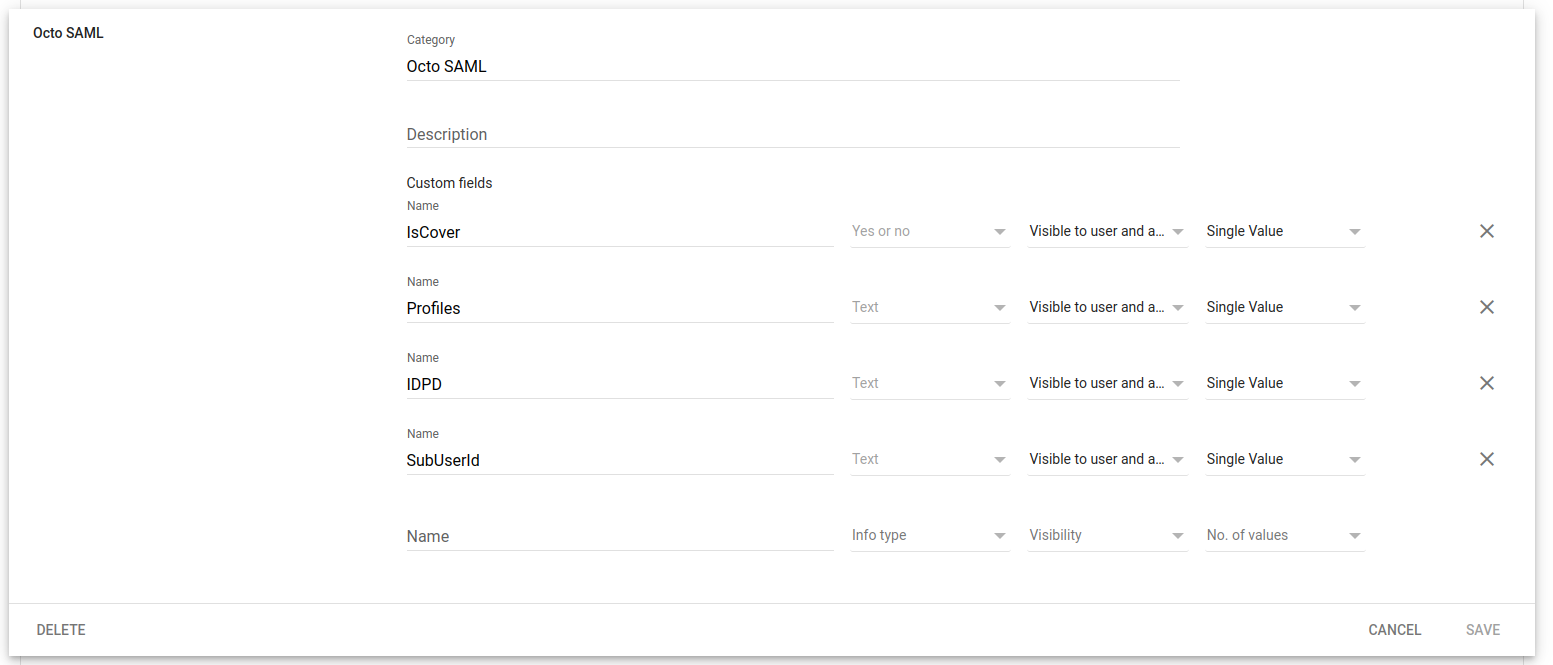 Octo SAML
Category
Octo SAML
Description
Custom fields
Name
IsCover Yes or no Visible to user and a... Single Value
Name
Profiles Text Visible to user and a... Single Value
Name
IDPD Text Visible to user and a... Single Value
Name
SubUserId Text Visible to user and a... Single Value
Name Info type Visibility No. of values
DELETE CANCEL SAVE